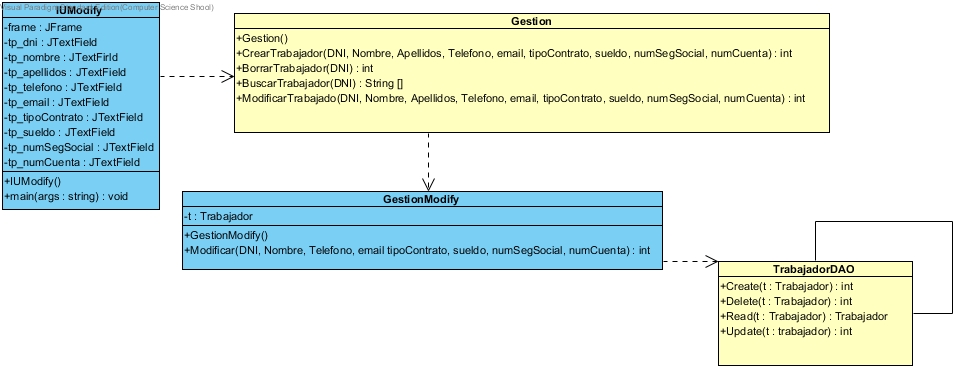 Visual Paradigm Standard Edition(Computer Science Shool)
IUModify
-frame : JFrame
-tp_dni : JTextField
-tp_nombre : JTextFirld
-tp_apellidos : JTextField
-tp_telefono : JTextField
-tp_email : JTextField
-tp_tipoContrato : JTextField
-tp_sueldo : JTextField
-tp_numSegSocial : JTextField
-tp_numCuenta : JTextField
+IUModify()
+main(args : string) : void
Gestion
+Gestion()
+CrearTrabajador(DNI, Nombre, Apellidos, Telefono, email, tipoContrato, sueldo, numSegSocial, numCuenta) : int
+BorrarTrabajador(DNI) : int
+BuscarTrabajador(DNI) : String []
+ModificarTrabajado(DNI, Nombre, Apellidos, Telefono, email, tipoContrato, sueldo, numSegSocial, numCuenta) : int
GestionModify
-t : Trabajador
+GestionModify()
+Modificar(DNI, Nombre, Telefono, email tipoContrato, sueldo, numSegSocial, numCuenta) : int
TrabajadorDAO
+Create(t : Trabajador) : int
+Delete(t : Trabajador) : int
+Read(t : Trabajador) : Trabajador
+Update(t : trabajador) : int